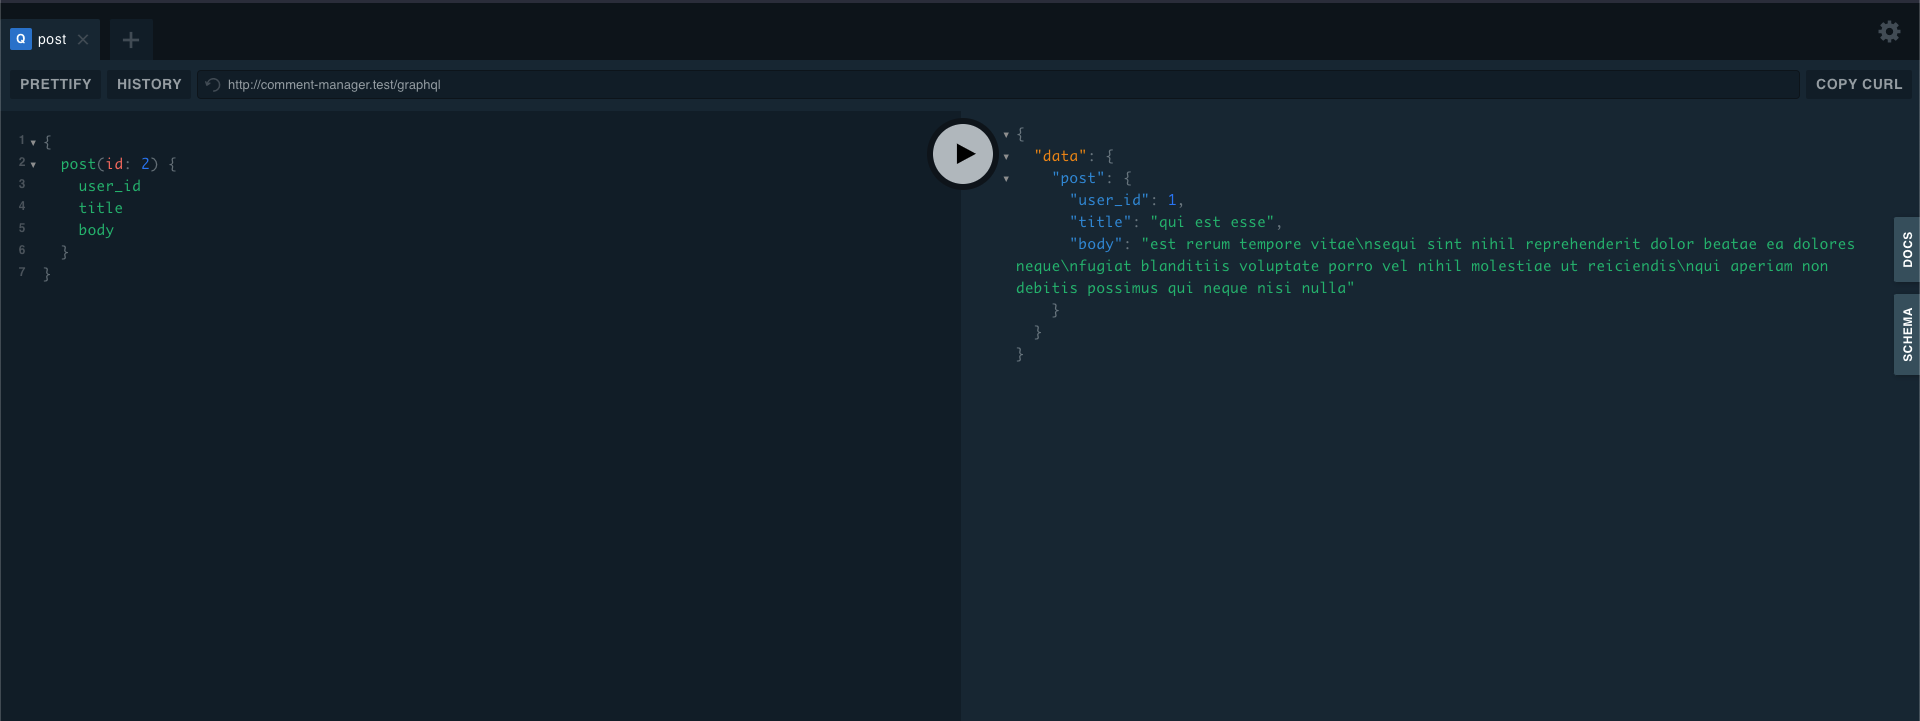 Q post
PRETTIFY HISTORY http://comment-manager.test/graphql COPY CURL
1 {
2 post(id: 2) {
3 user_id
4 title
5 body
6 }
7 }
{
"data": {
"post": {
"user_id": 1,
"title": "qui est esse",
"body": "est rerum tempore vitae\nsequi sint nihil reprehenderit dolor beatae ea dolores
neque\nfugiat blanditiis voluptate porro vel nihil molestiae ut reiciendis\nqui aperiam non
debitis possimus qui neque nisi nulla"
}
}
}
DOCS
SCHEMA